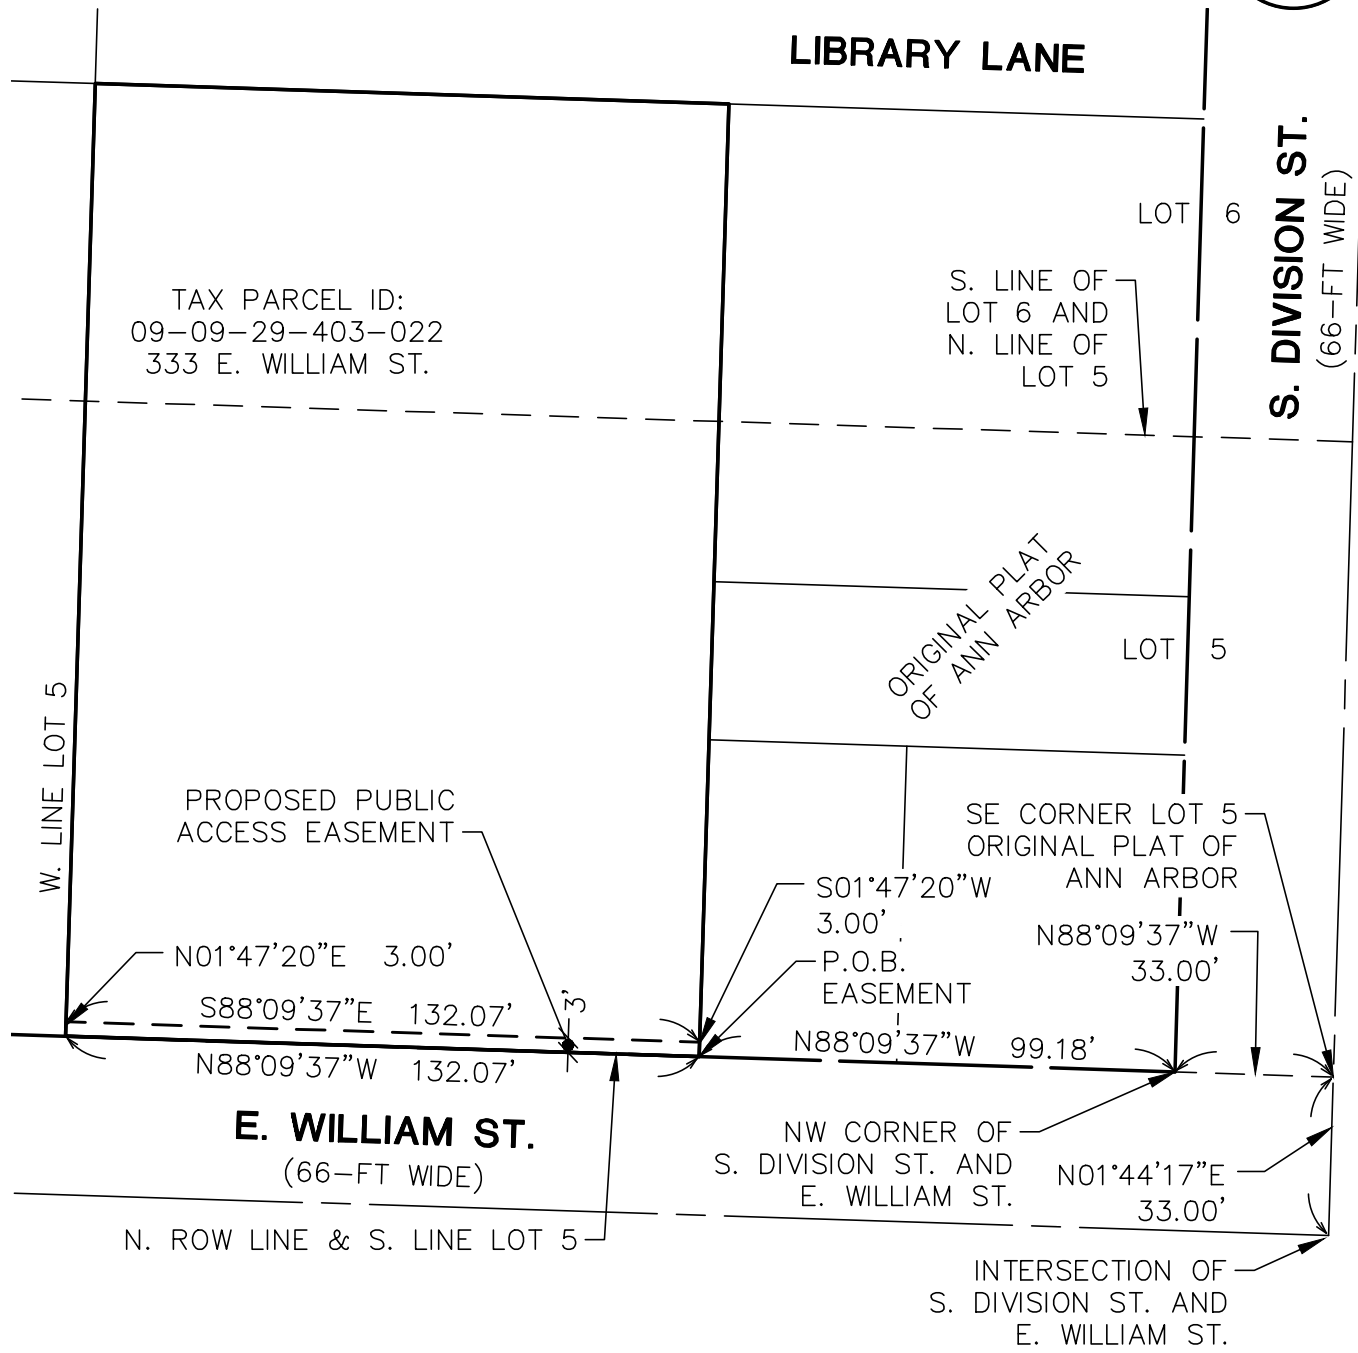 LIBRARY LANE
S. DIVISION ST.
(66-FT WIDE)
LOT 6
S. LINE OF
LOT 6 AND
N. LINE OF
LOT 5
TAX PARCEL ID:
09-09-29-403-022
333 E. WILLIAM ST.
ORIGINAL PLAT
OF ANN ARBOR
LOT 5
W. LINE LOT 5
PROPOSED PUBLIC
ACCESS EASEMENT
SE CORNER LOT 5
ORIGINAL PLAT OF
ANN ARBOR
S01°47'20"W
3.00'
N88°09'37"W
33.00'
P.O.B.
EASEMENT
N01°47'20"E 3.00'
S88°09'37"E 132.07'
3'
N88°09'37"W 99.18'
N88°09'37"W 132.07'
E. WILLIAM ST.
(66-FT WIDE)
NW CORNER OF
S. DIVISION ST. AND
E. WILLIAM ST.
N01°44'17"E
33.00'
N. ROW LINE & S. LINE LOT 5
INTERSECTION OF
S. DIVISION ST. AND
E. WILLIAM ST.